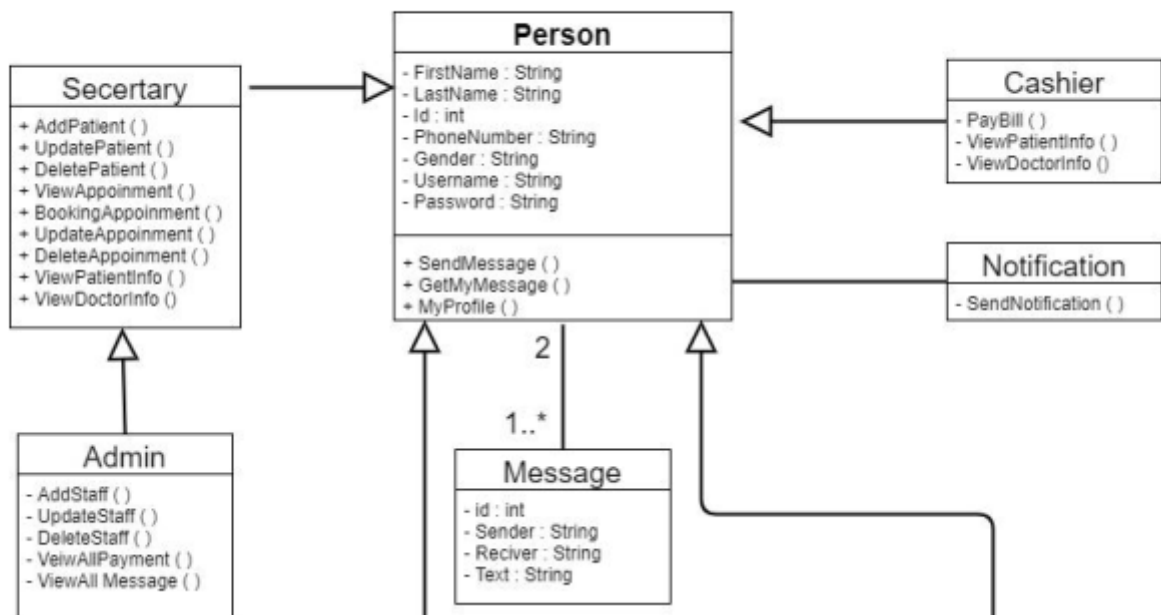 Person
- FirstName : String
- LastName : String
- Id : int
- PhoneNumber : String
- Gender : String
- Username : String
- Password : String
+ SendMessage ( )
+ GetMyMessage ( )
+ MyProfile ( )
Secertary
+ AddPatient ( )
+ UpdatePatient ( )
+ DeletePatient ( )
+ ViewAppoinment ( )
+ BookingAppoinment ( )
+ UpdateAppoinment ( )
+ DeleteAppoinment ( )
+ ViewPatientInfo ( )
+ ViewDoctorInfo ()
Cashier
- PayBill ( )
- ViewPatientInfo ( )
- ViewDoctorInfo ()
Notification
- SendNotification ( )
2
1..*
Admin
- AddStaff ( )
- UpdateStaff ( )
- DeleteStaff ( )
- VeiwAllPayment ( )
- ViewAll Message ( )
Message
- id : int
- Sender : String
- Reciver : String
- Text : String